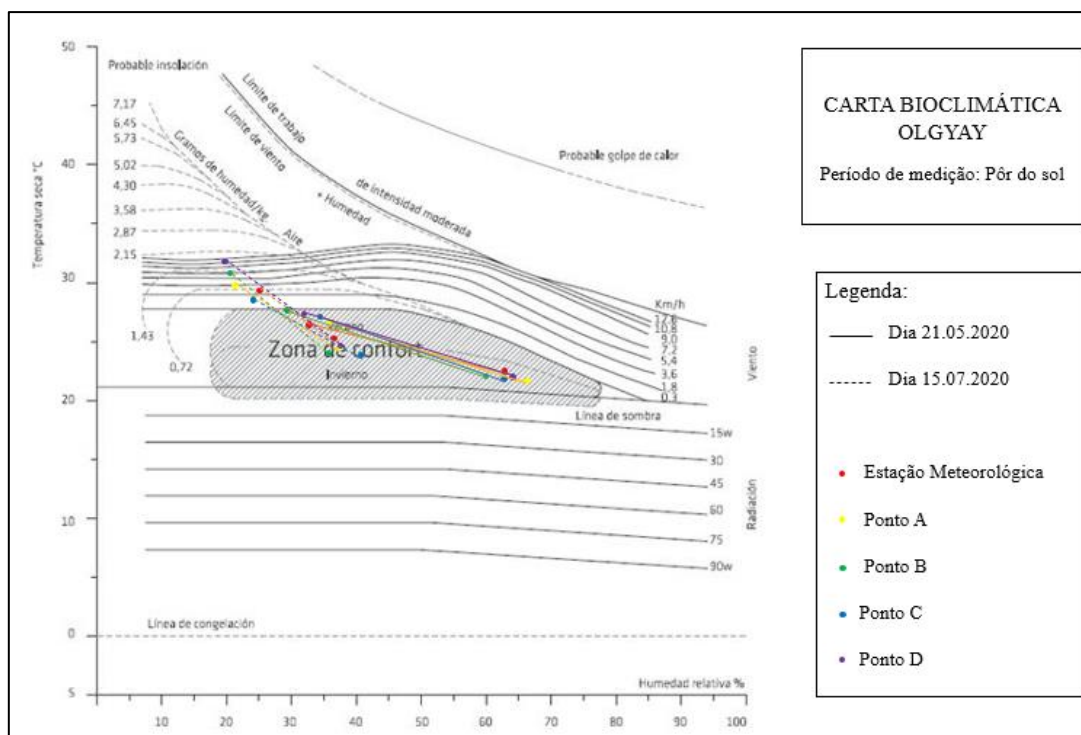 50
40
30
20
10
0
5
Temperatura seca °C
Probable insolación
7,17
6,45
5,73
5,02
4,30
3,58
2,87
2,15
1,43
0,72
Gramos de humedad/kg.
Aire
Límite de trabajo
de intensidad moderada
Límite de viento
+ Humedad
Probable golpe de calor
Zona de confort
Invierno
Km/h
12,6
10,8
9,0
7,2
5,4
3,6
1,8
0,3
Viento
Línea de sombra
15w
30
45
60
75
90w
Radiación
Línea de congelación
Humedad relativa %
10 20 30 40 50 60 70 80 90 100
CARTA BIOCLIMÁTICA
OLGYAY
Período de medição: Pôr do sol
Legenda:
Dia 21.05.2020
Dia 15.07.2020
Estação Meteorológica
Ponto A
Ponto B
Ponto C
Ponto D